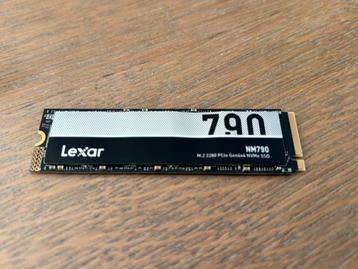 790
Lexar
NM790
M.2 2280 PCIe Gen4x4 NVMe SSD